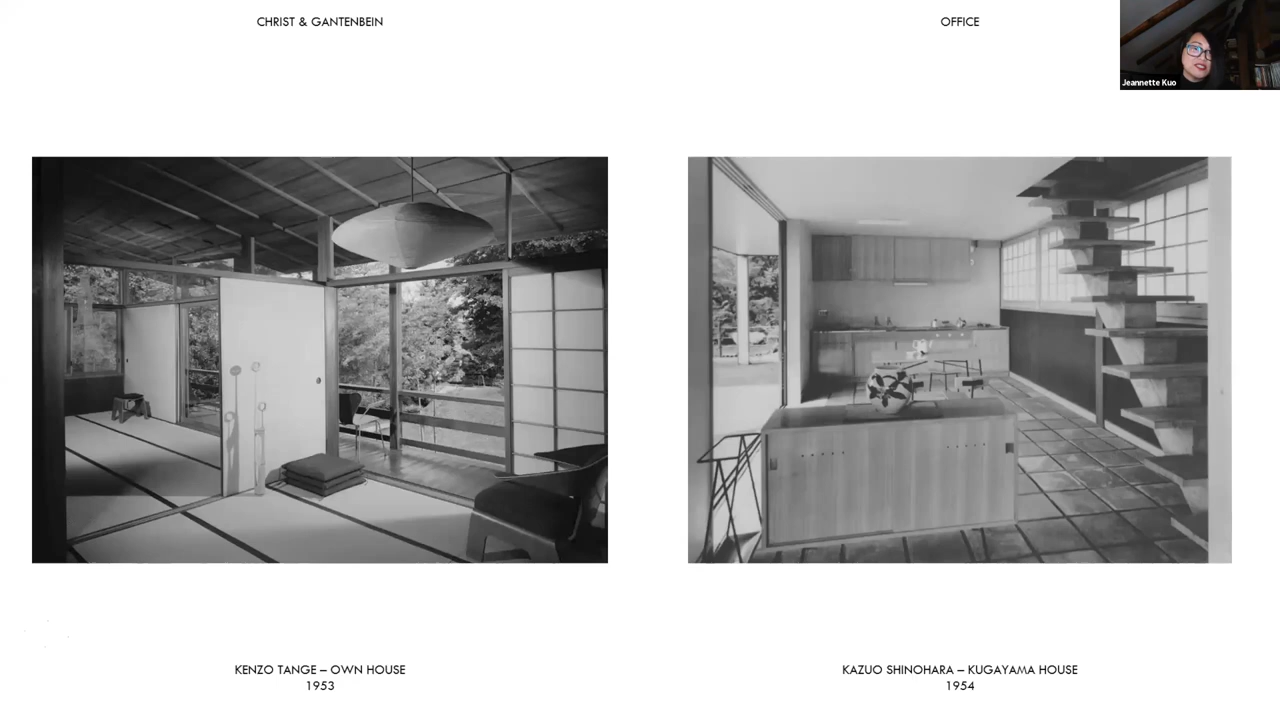 CHRIST & GANTENBEIN
OFFICE
Jeannette Kuo
KENZO TANGE – OWN HOUSE
1953
KAZUO SHINOHARA – KUGAYAMA HOUSE
1954